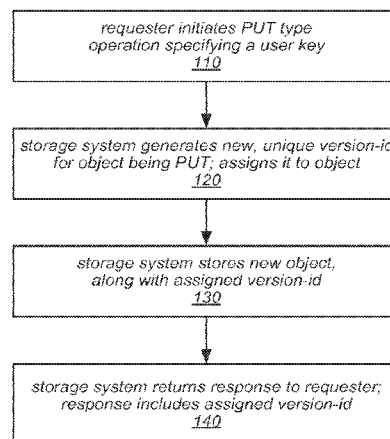 requester initiates PUT type
operation specifying a user key
110
storage system generates new, unique version-id
for object being PUT; assigns it to object
120
storage system stores new object,
along with assigned version-id
130
storage system returns response to requester;
response includes assigned version-id
140